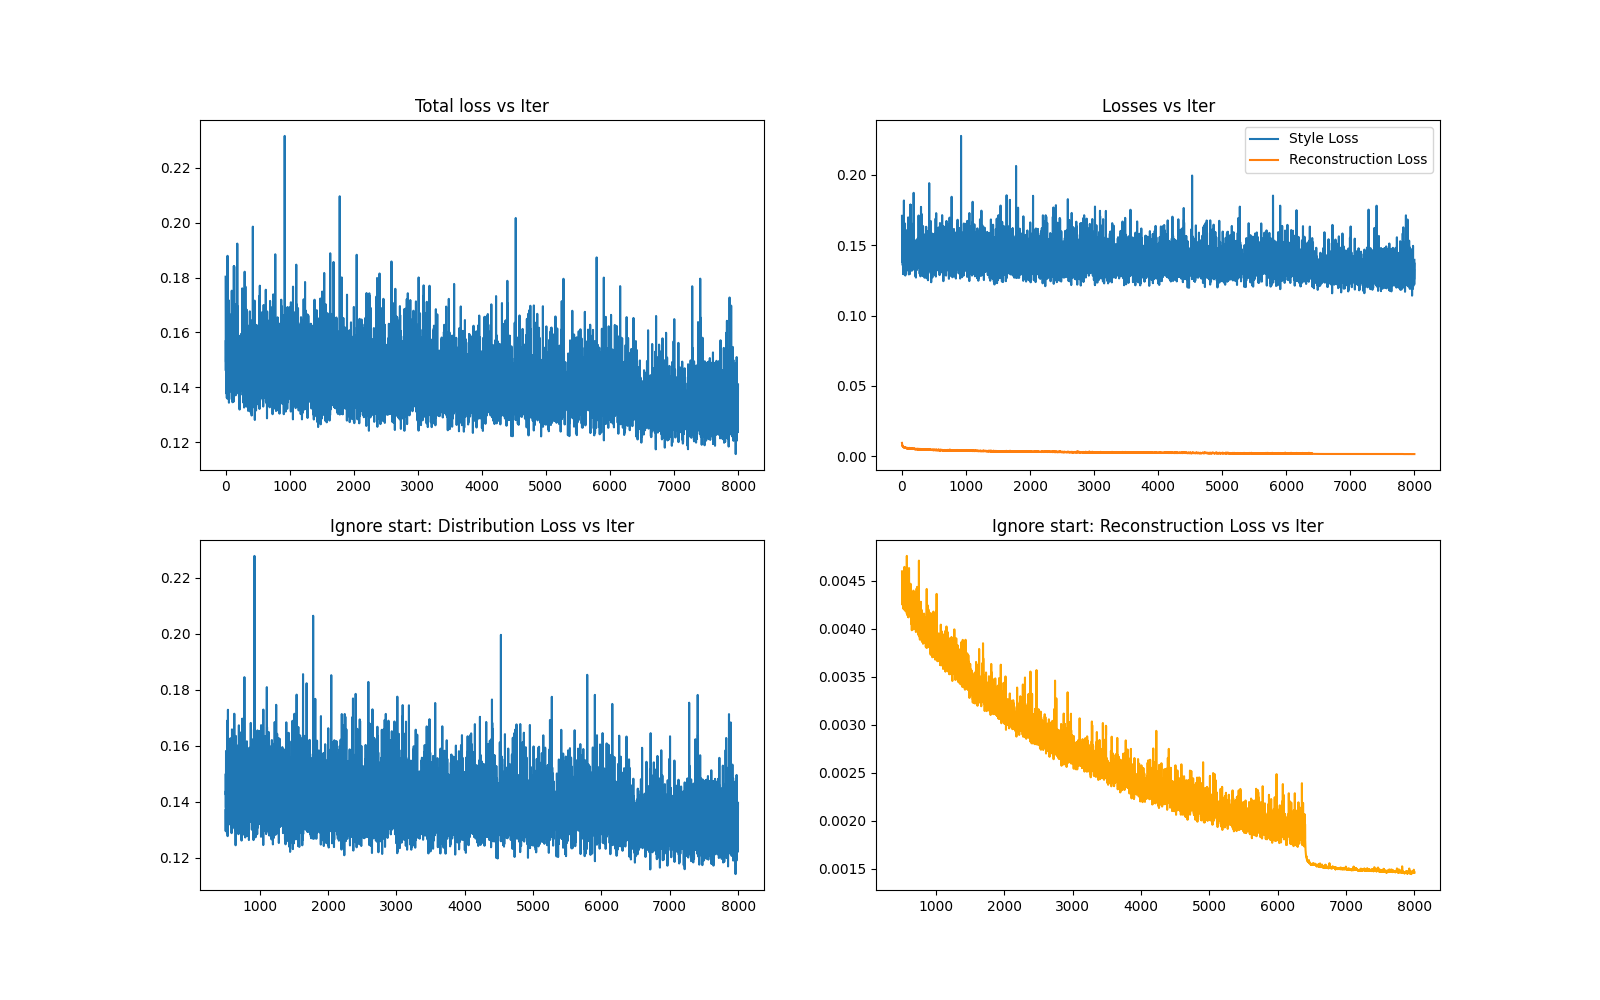 Total loss vs Iter
0.22
0.20
0.18
0.16
0.14
0.12
0 1000 2000 3000 4000 5000 6000 7000 8000
Losses vs Iter
Style Loss
Reconstruction Loss
0.20
0.15
0.10
0.05
0.00
0 1000 2000 3000 4000 5000 6000 7000 8000
Ignore start: Distribution Loss vs Iter
0.22
0.20
0.18
0.16
0.14
0.12
1000 2000 3000 4000 5000 6000 7000 8000
Ignore start: Reconstruction Loss vs Iter
0.0045
0.0040
0.0035
0.0030
0.0025
0.0020
0.0015
1000 2000 3000 4000 5000 6000 7000 8000